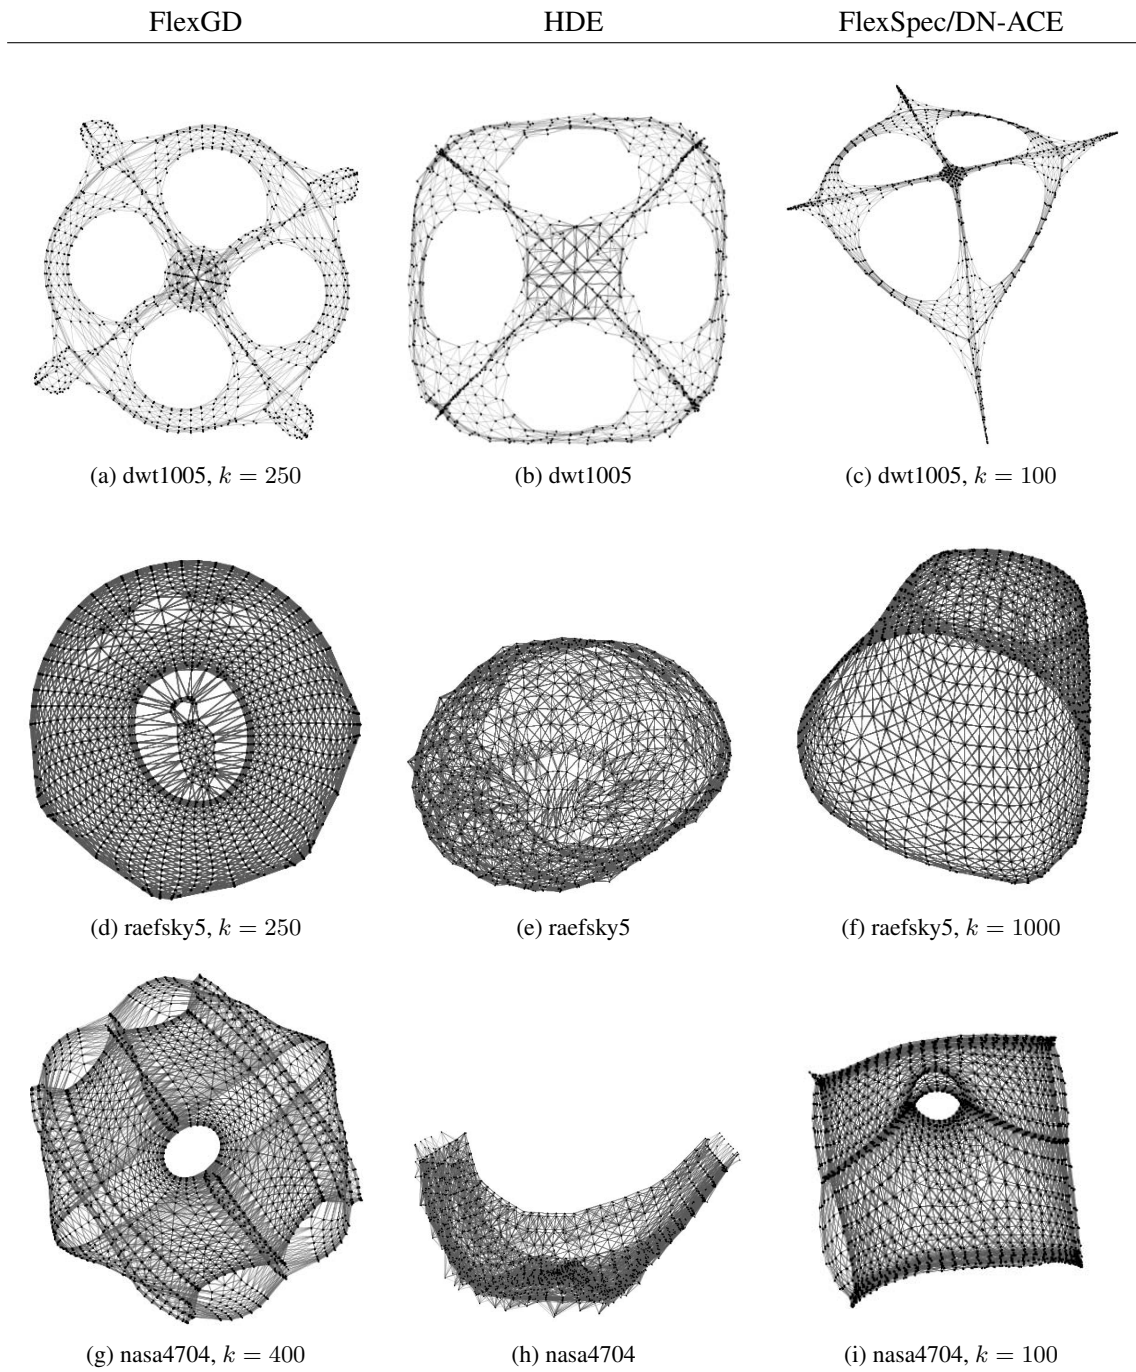 FlexGD HDE FlexSpec/DN-ACE
(a) dwt1005, k = 250 (b) dwt1005 (c) dwt1005, k = 100
(d) raefsky5, k = 250 (e) raefsky5 (f) raefsky5, k = 1000
(g) nasa4704, k = 400 (h) nasa4704 (i) nasa4704, k = 100